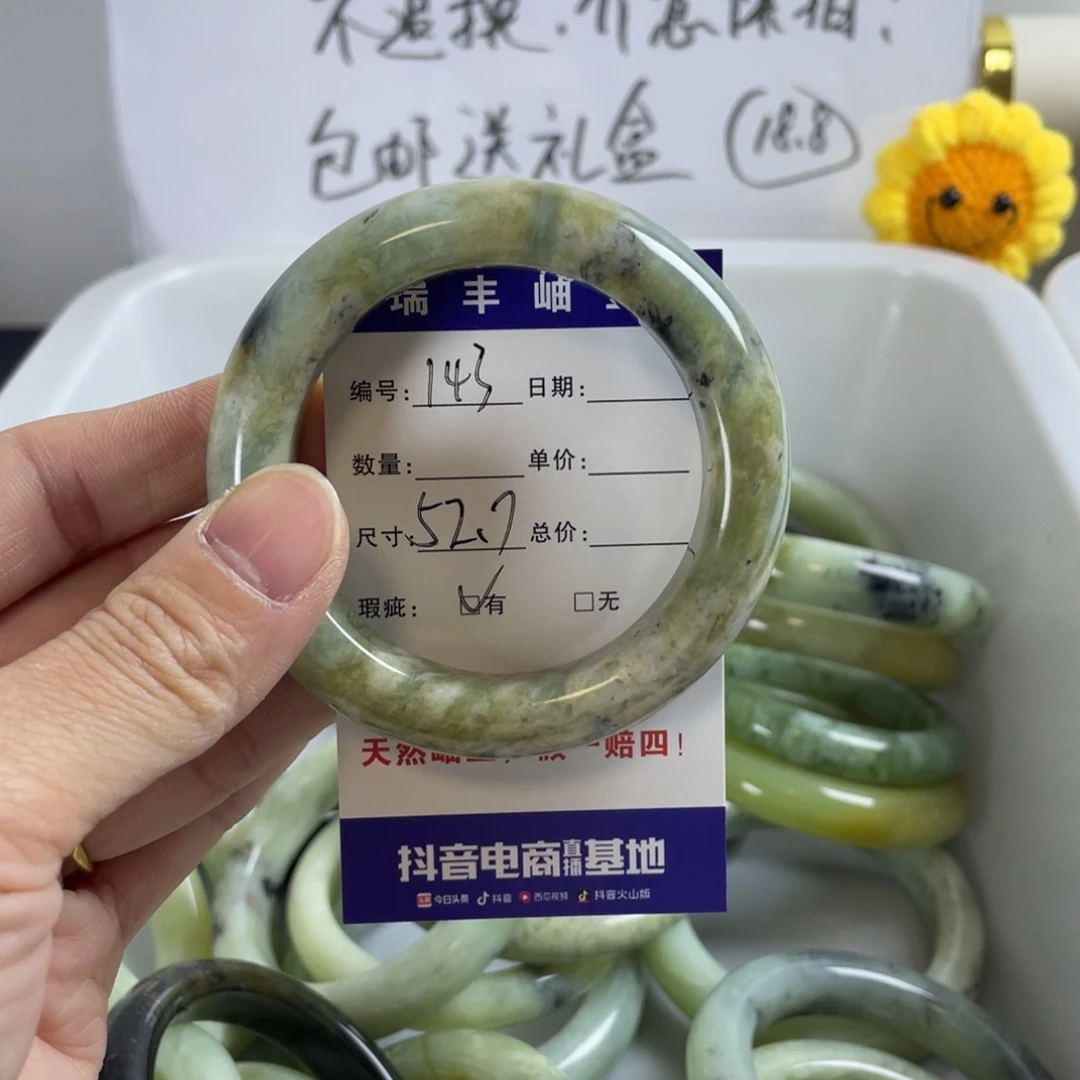 不退换.介意慎拍!
包邮送礼盒 (18.8)
瑞丰岫
编号: 143 日期:
数量: 单价:
尺寸: 52.7 总价:
瑕疵: ☑有 □无
天然岫玉,假一赔四!
抖音电商直播基地
今日头条 抖音 西瓜视频 抖音火山版